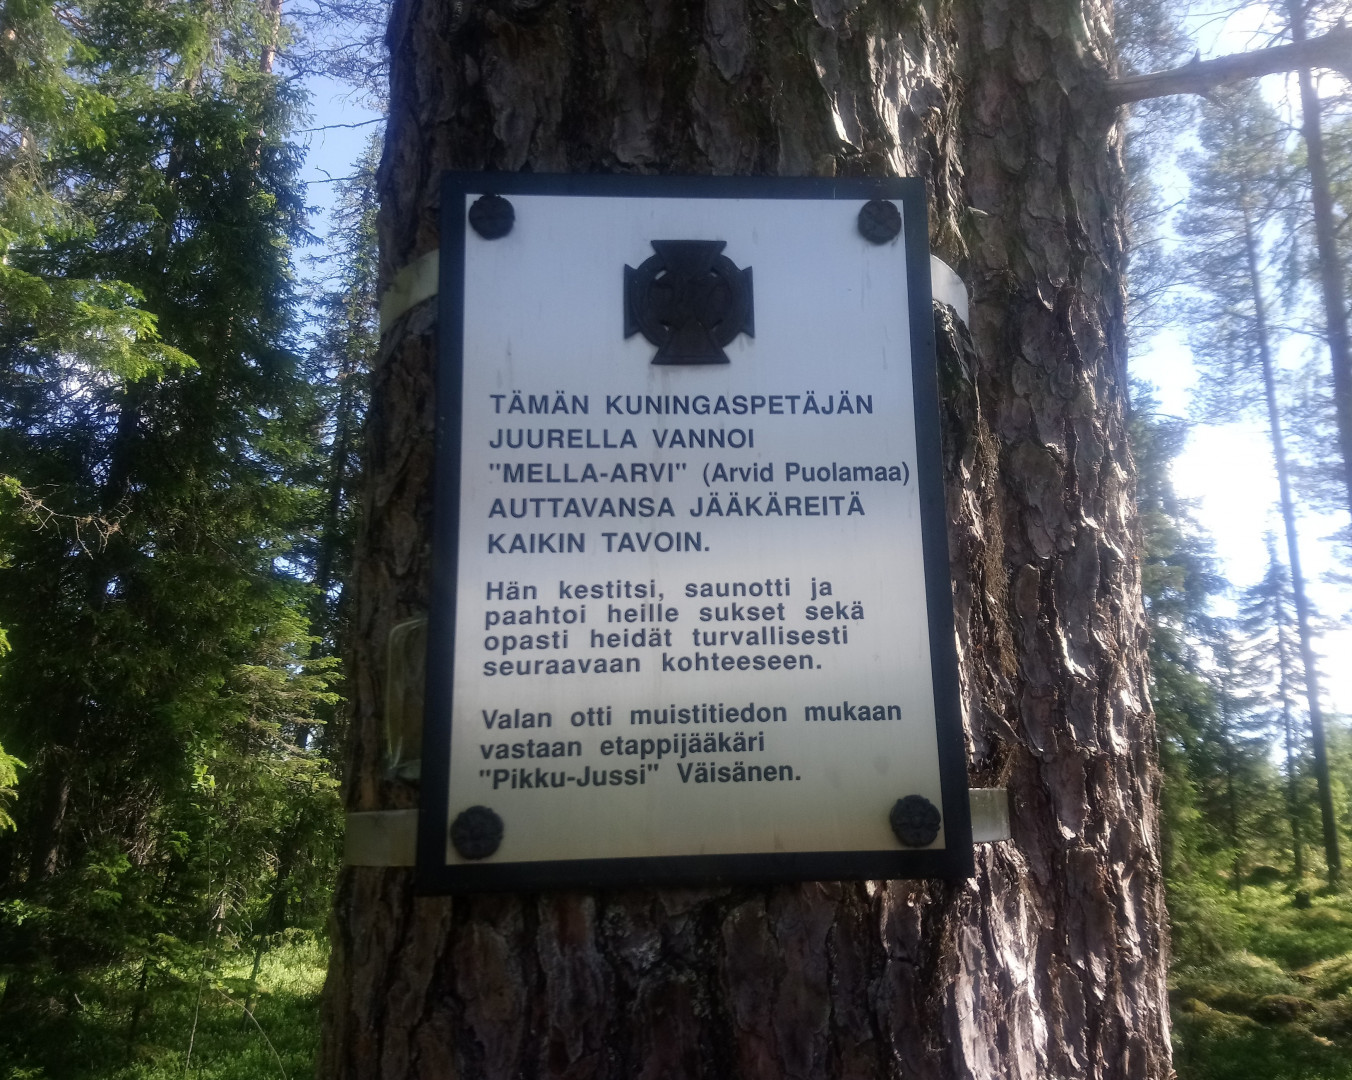 TÄMÄN KUNINGASPETÄJÄN
JUURELLA VANNOI
"MELLA-ARVI" (Arvid Puolamaa)
AUTTAVANSA JÄÄKÄREITÄ
KAIKIN TAVOIN.
Hän kestitsi, saunotti ja
paahtoi heille sukset sekä
opasti heidät turvallisesti
seuraavaan kohteeseen.
Valan otti muistitiedon mukaan
vastaan etappijääkäri
"Pikku-Jussi" Väisänen.